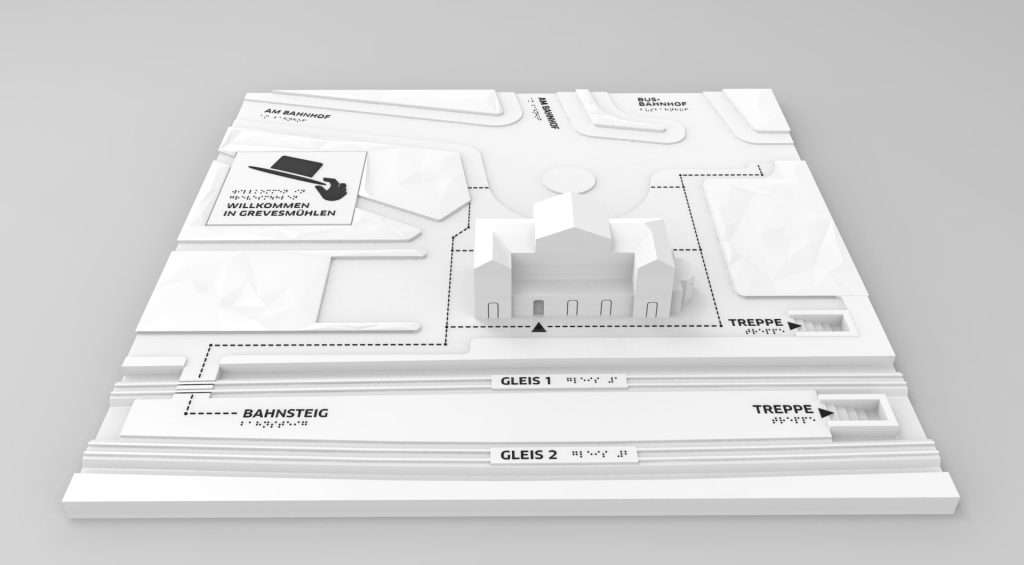 AM BAHNHOF
AM BAHNHOF
BUS-
BAHNHOF
WILLKOMMEN
IN GREVESMÜHLEN
TREPPE
GLEIS 1
BAHNSTEIG
TREPPE
GLEIS 2